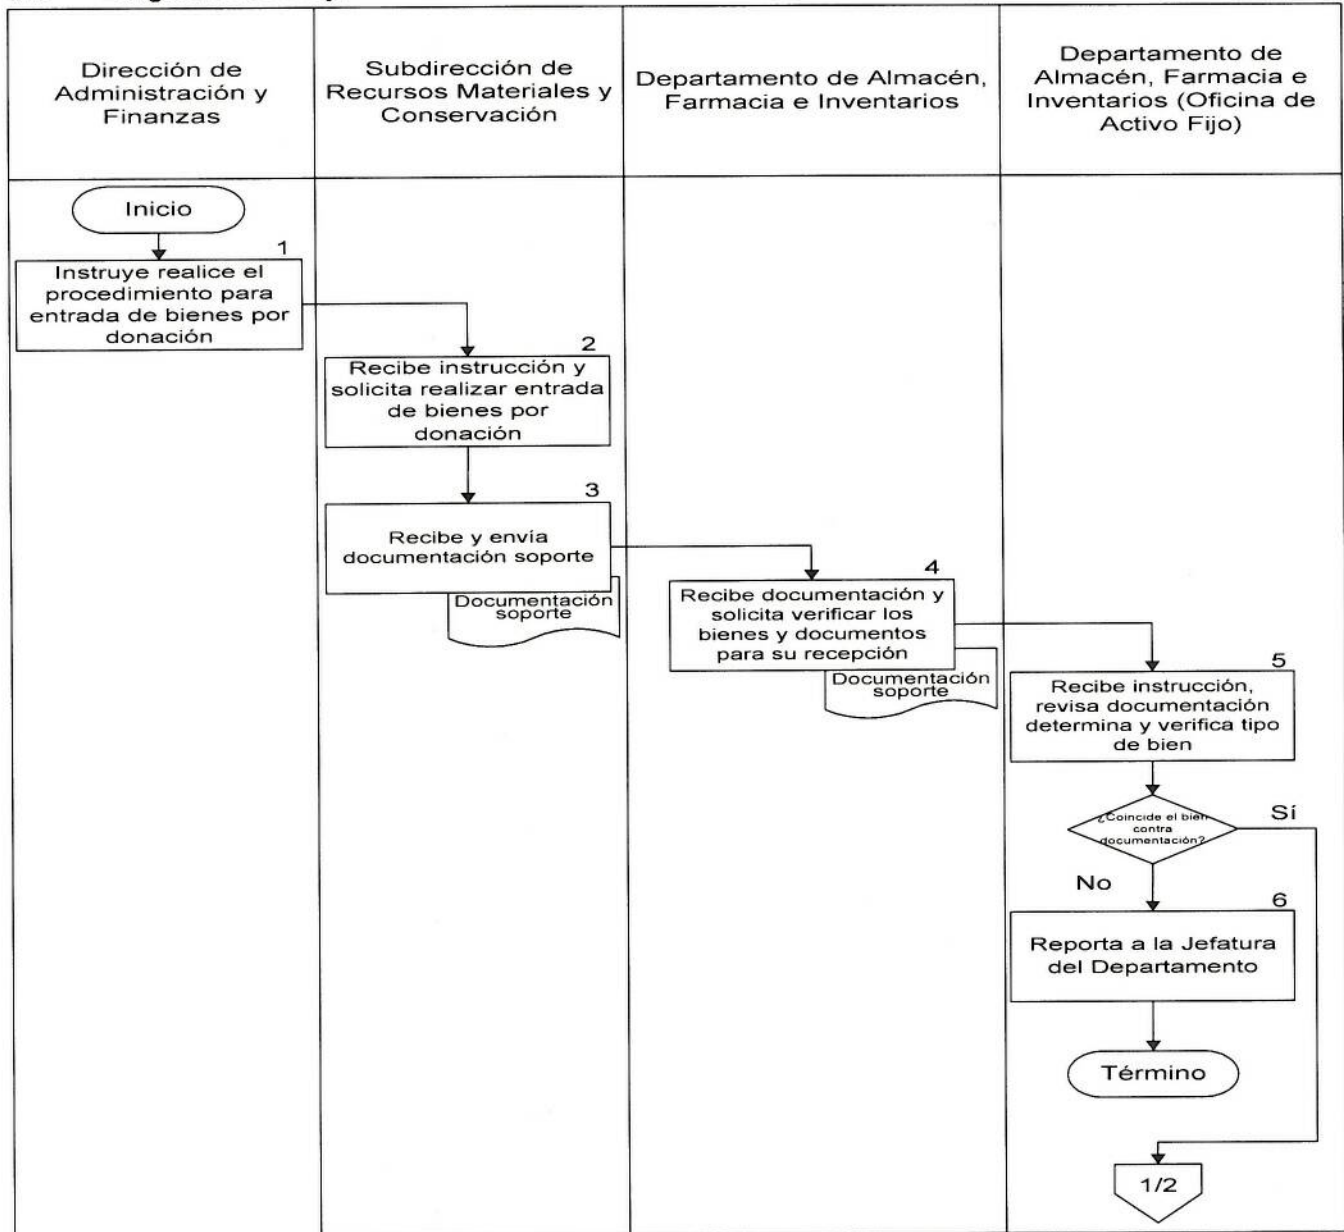 Dirección de
Administración y
Finanzas
Subdirección de
Recursos Materiales y
Conservación
Departamento de Almacén,
Farmacia e Inventarios
Departamento de
Almacén, Farmacia e
Inventarios (Oficina de
Activo Fijo)
Inicio
1
Instruye realice el
procedimiento para
entrada de bienes por
donación
2
Recibe instrucción y
solicita realizar entrada
de bienes por
donación
3
Recibe y envía
documentación soporte
Documentación
soporte
4
Recibe documentación y
solicita verificar los
bienes y documentos
para su recepción
Documentación
soporte
5
Recibe instrucción,
revisa documentación
determina y verifica tipo
de bien
¿Coincide el bien
contra
documentación?
Sí
No
6
Reporta a la Jefatura
del Departamento
Término
1/2